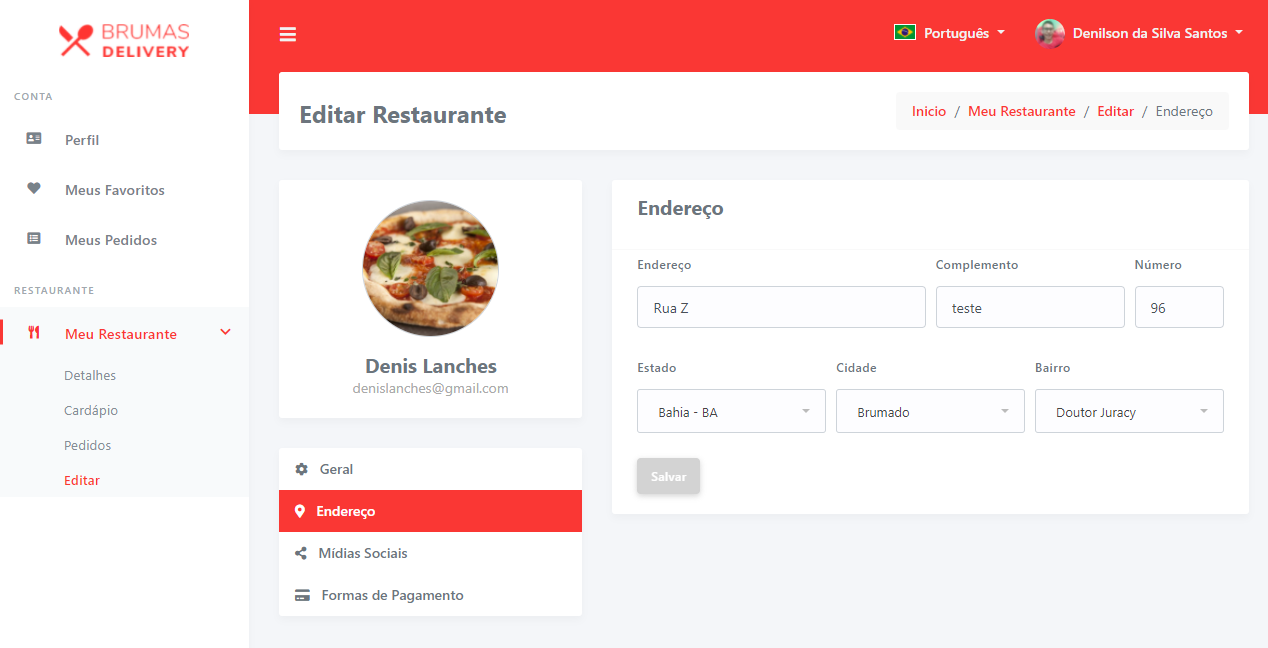 BRUMAS
DELIVERY
Português
Denilson da Silva Santos
CONTA
Perfil
Meus Favoritos
Meus Pedidos
RESTAURANTE
Meu Restaurante
Detalhes
Cardápio
Pedidos
Editar
Editar Restaurante
Inicio / Meu Restaurante / Editar / Endereço
Denis Lanches
denislanches@gmail.com
Geral
Endereço
Mídias Sociais
Formas de Pagamento
Endereço
Endereço Complemento Número
Rua Z teste 96
Estado Cidade Bairro
Bahia - BA Brumado Doutor Juracy
Salvar